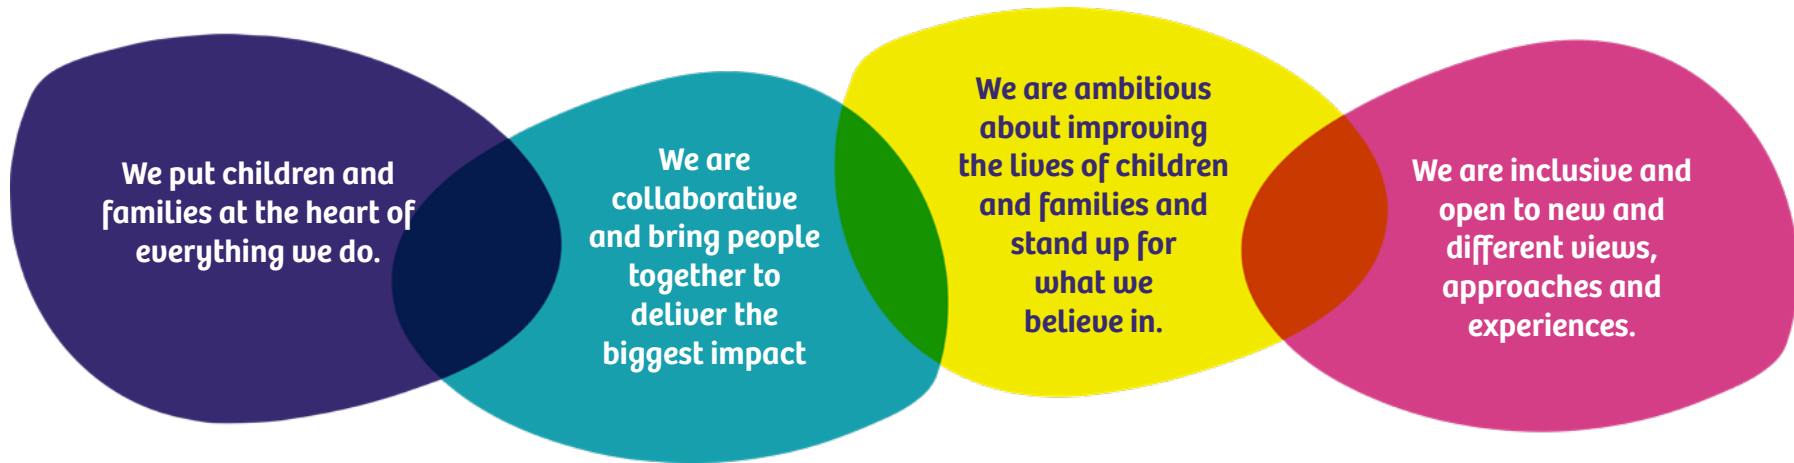 We put children and
families at the heart of
everything we do.
We are
collaborative
and bring people
together to
deliver the
biggest impact
We are ambitious
about improving
the lives of children
and families and
stand up for
what we
believe in.
We are inclusive and
open to new and
different views,
approaches and
experiences.